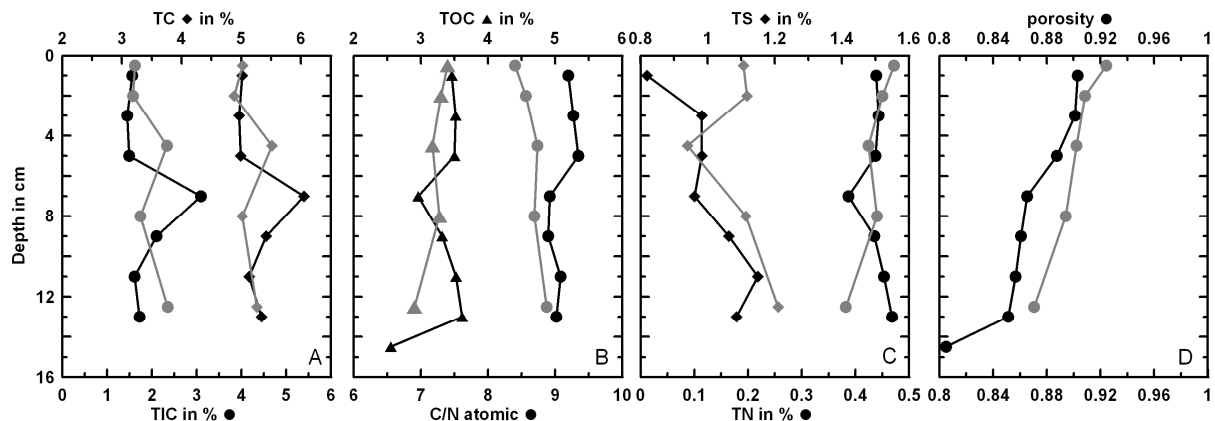 TC ◆ in % TOC ▲ in % TS ◆ in % porosity ●
2 3 4 5 6 2 3 4 5 6 0.8 1 1.2 1.4 1.6 0.8 0.84 0.88 0.92 0.96 1
0
4
8
12
16
Depth in cm
A B C D
0 1 2 3 4 5 6 6 7 8 9 10 0 0.1 0.2 0.3 0.4 0.5 0.8 0.84 0.88 0.92 0.96 1
TIC in % ● C/N atomic ● TN in % ●